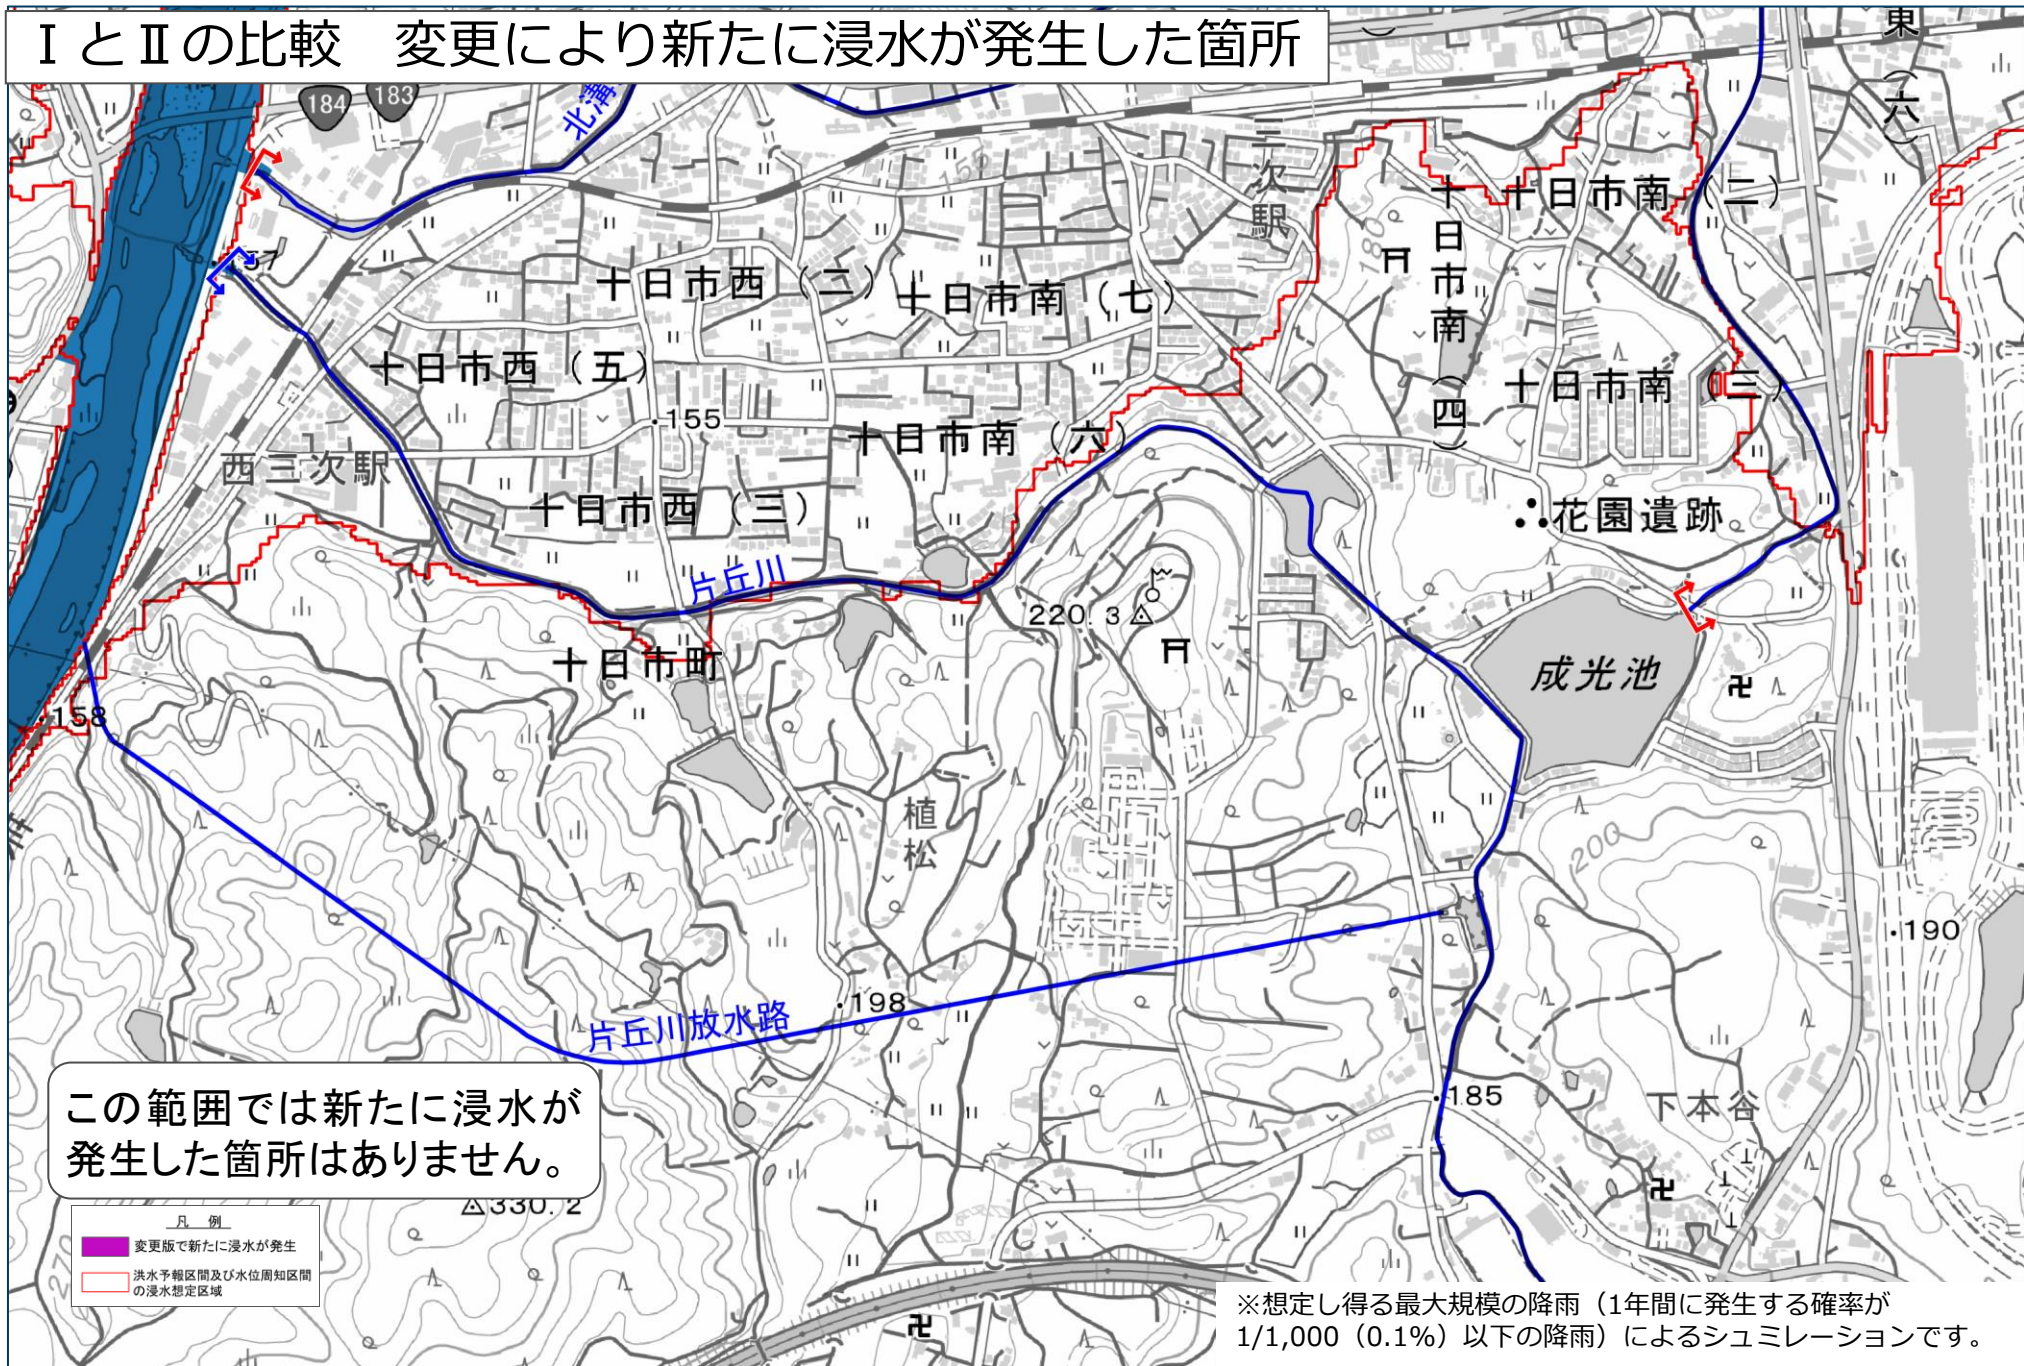 Ⅰ と Ⅱ の比較　変更により新たに浸水が発生した箇所
184
183
北溝
東（六）
三次駅
十日市南（二）
180
十日市南（四）
十日市西（二）
十日市南（七）
十日市西（五）
十日市南（三）
・155
十日市南（六）
西三次駅
十日市西（三）
花園遺跡
片丘川
220. 3
十日市町
成光池
・158
植松
200
・190
・198
片丘川放水路
・185
下本谷
この範囲では新たに浸水が
発生した箇所はありません。
330. 2
凡　例
変更版で新たに浸水が発生
洪水予報区間及び水位周知区間
の浸水想定区域
※想定し得る最大規模の降雨（1年間に発生する確率が
1/1,000（0.1%）以下の降雨）によるシュミレーションです。